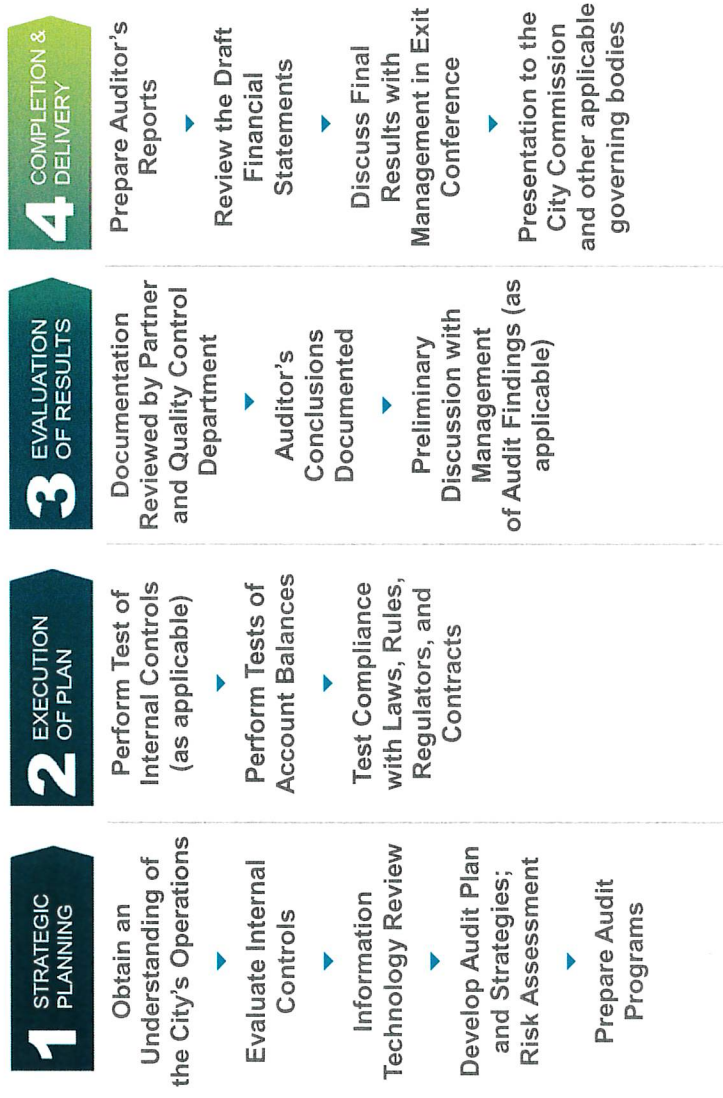 1
STRATEGIC
PLANNING
Obtain an
Understanding of
the City's Operations
Evaluate Internal
Controls
Information
Technology Review
Develop Audit Plan
and Strategies;
Risk Assessment
Prepare Audit
Programs
2
EXECUTION
OF PLAN
Perform Test of
Internal Controls
(as applicable)
Perform Tests of
Account Balances
Test Compliance
with Laws, Rules,
Regulators, and
Contracts
3
EVALUATION
OF RESULTS
Documentation
Reviewed by Partner
and Quality Control
Department
Auditor's
Conclusions
Documented
Preliminary
Discussion with
Management
of Audit Findings (as
applicable)
4
COMPLETION &
DELIVERY
Prepare Auditor's
Reports
Review the Draft
Financial
Statements
Discuss Final
Results with
Management in Exit
Conference
Presentation to the
City Commission
and other applicable
governing bodies